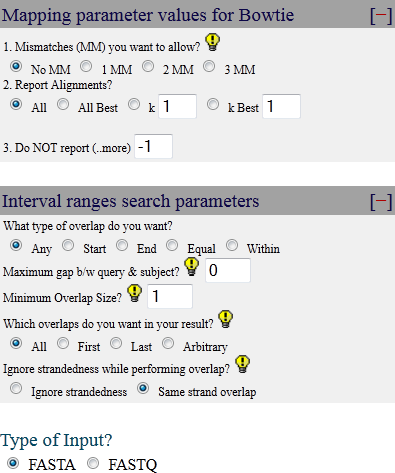 Mapping parameter values for Bowtie [-]
1. Mismatches (MM) you want to allow?
No MM 1 MM 2 MM 3 MM
2. Report Alignments?
All All Best k 1 k Best 1
3. Do NOT report (..more) -1
Interval ranges search parameters [-]
What type of overlap do you want?
Any Start End Equal Within
Maximum gap b/w query & subject? 0
Minimum Overlap Size? 1
Which overlaps do you want in your result?
All First Last Arbitrary
Ignore strandedness while performing overlap?
Ignore strandedness Same strand overlap
Type of Input?
FASTA FASTQ